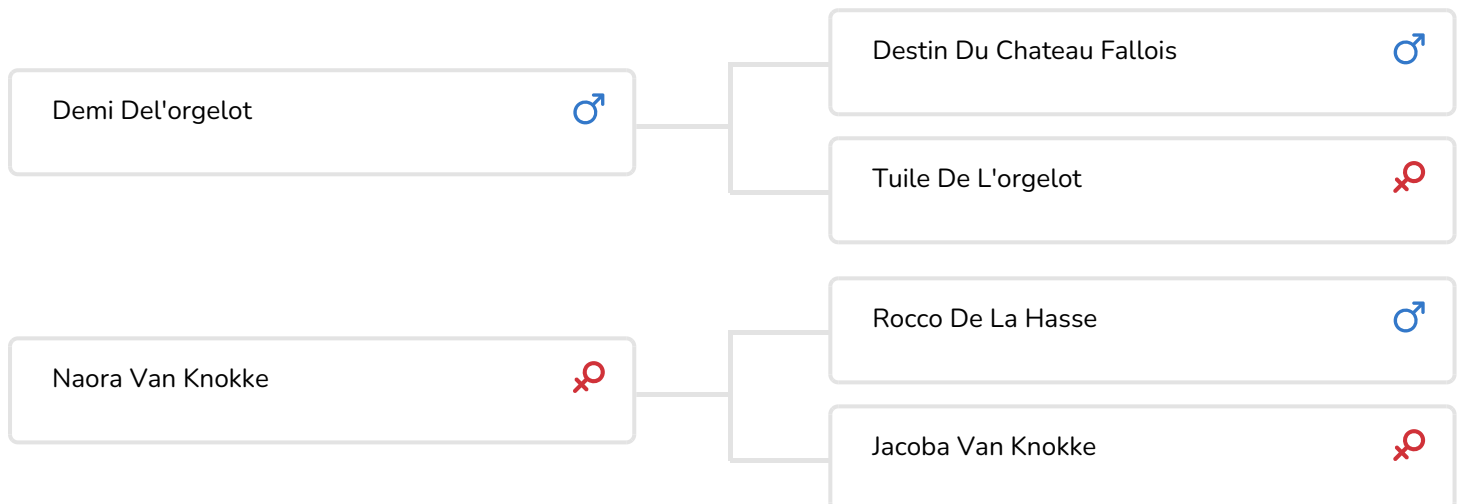 Destin Du Chateau Fallois
Demi Del'orgelot
Tuile De L'orgelot
Rocco De La Hasse
Naora Van Knokke
Jacoba Van Knokke